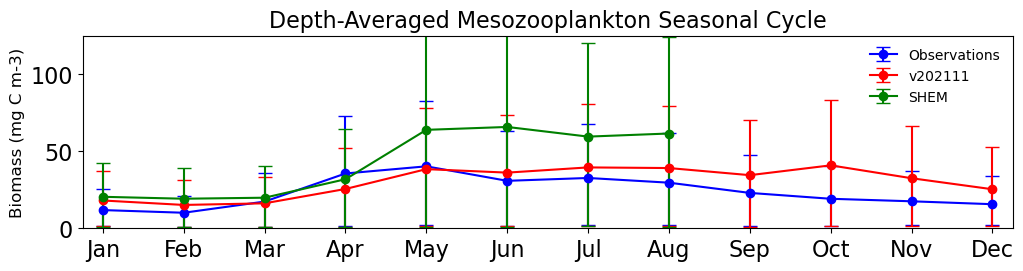 Depth-Averaged Mesozooplankton Seasonal Cycle
Biomass (mg C m-3)
100
50
0
Observations
v202111
SHEM
Jan Feb Mar Apr May Jun Jul Aug Sep Oct Nov Dec